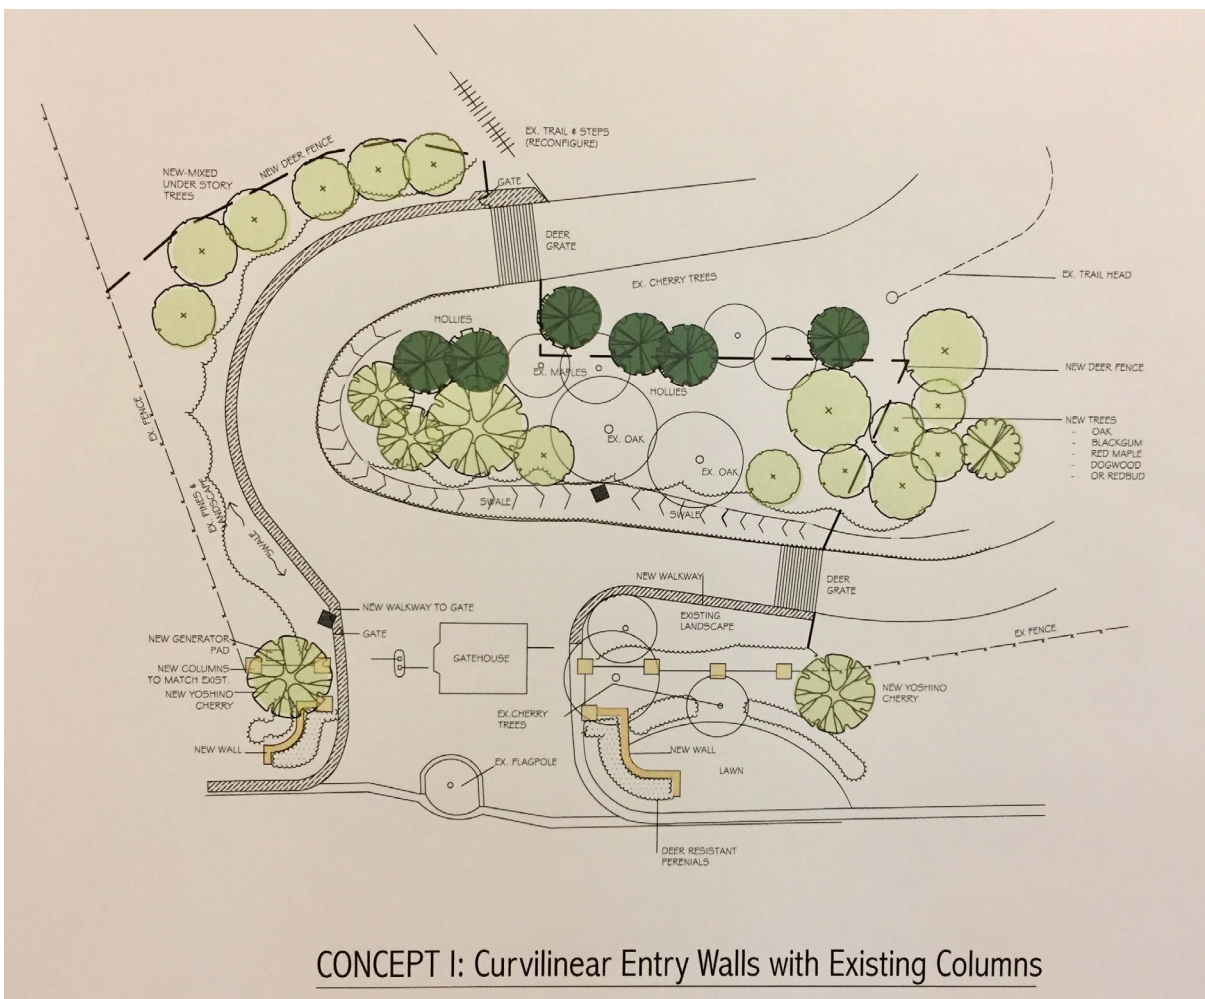 EX. TRAIL & STEPS
(RECONFIGURE)
NEW DEER FENCE
NEW-MIXED
UNDER STORY
TREES
GATE
DEER
GRATE
EX. CHERRY TREES
EX. TRAIL HEAD
HOLLIES
EX. MAPLES
HOLLIES
NEW DEER FENCE
EX. FENCE
EX. OAK
EX. OAK
NEW TREES
- OAK
- BLACKGUM
- RED MAPLE
- DOGWOOD
- OR REDBUD
SWALE
SWALE
EX. PINES &
LANDSCAPE
SWALE
NEW WALKWAY
DEER
GRATE
NEW WALKWAY TO GATE
EXISTING
LANDSCAPE
GATE
EX FENCE
NEW GENERATOR
PAD
GATEHOUSE
NEW COLUMNS
TO MATCH EXIST.
NEW YOSHINO
CHERRY
NEW YOSHINO
CHERRY
EX.CHERRY
TREES
NEW WALL
NEW WALL
EX. FLAGPOLE
LAWN
DEER RESISTANT
PERENIALS
CONCEPT I: Curvilinear Entry Walls with Existing Columns